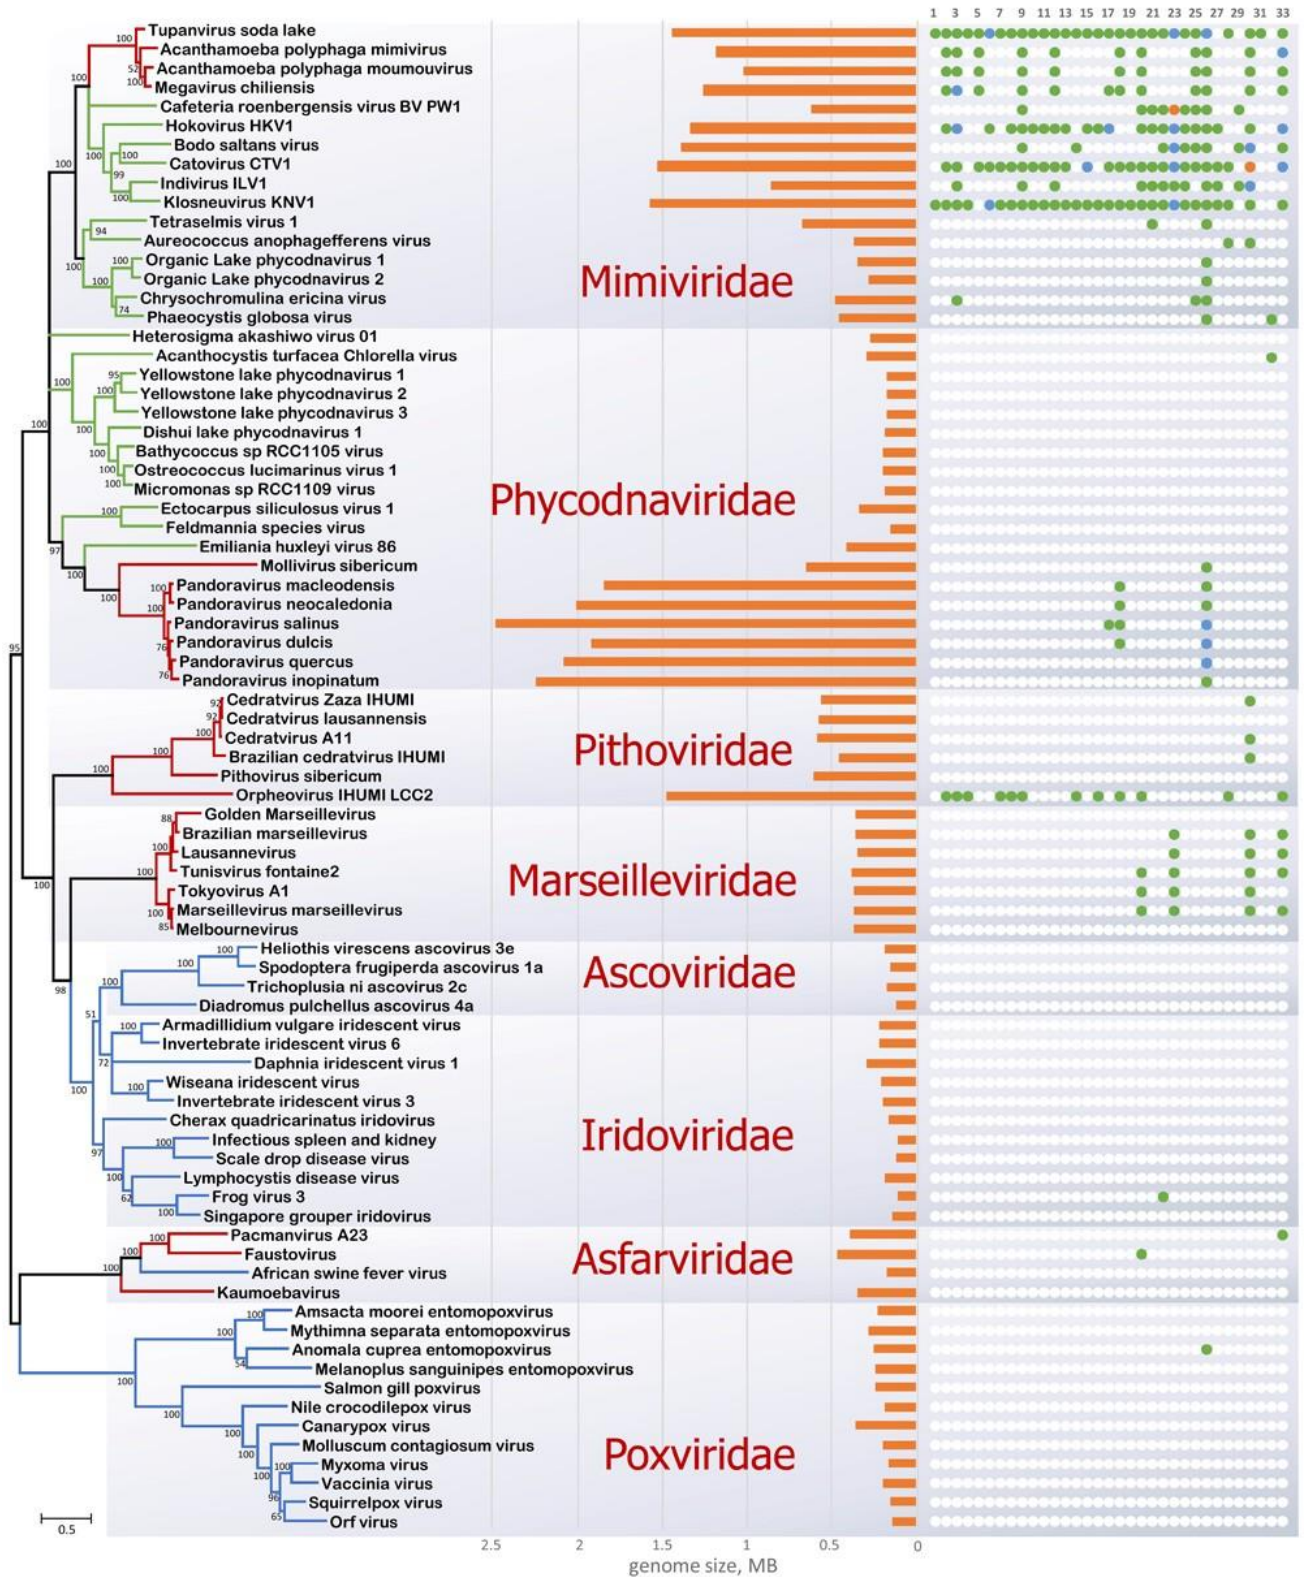 1 3 5 7 9 11 13 15 17 19 21 23 25 27 29 31 33
Tupanvirus soda lake
Acanthamoeba polyphaga mimivirus
Acanthamoeba polyphaga moumouvirus
Megavirus chiliensis
Cafeteria roenbergensis virus BV PW1
Hokovirus HKV1
Bodo saltans virus
Catovirus CTV1
Indivirus ILV1
Klosneuvirus KNV1
Tetraselmis virus 1
Aureococcus anophagefferens virus
Organic Lake phycodnavirus 1
Organic Lake phycodnavirus 2
Chrysochromulina ericina virus
Phaeocystis globosa virus
Mimiviridae
Heterosigma akashiwo virus 01
Acanthocystis turfacea Chlorella virus
Yellowstone lake phycodnavirus 1
Yellowstone lake phycodnavirus 2
Yellowstone lake phycodnavirus 3
Dishui lake phycodnavirus 1
Bathycoccus sp RCC1105 virus
Ostreococcus lucimarinus virus 1
Micromonas sp RCC1109 virus
Ectocarpus siliculosus virus 1
Feldmannia species virus
Emiliania huxleyi virus 86
Mollivirus sibericum
Pandoravirus macleodensis
Pandoravirus neocaledonia
Pandoravirus salinus
Pandoravirus dulcis
Pandoravirus quercus
Pandoravirus inopinatum
Phycodnaviridae
Cedratvirus Zaza IHUMI
Cedratvirus lausannensis
Cedratvirus A11
Brazilian cedratvirus IHUMI
Pithovirus sibericum
Orpheovirus IHUMI LCC2
Pithoviridae
Golden Marseillevirus
Brazilian marseillevirus
Lausannevirus
Tunisvirus fontaine2
Tokyovirus A1
Marseillevirus marseillevirus
Melbournevirus
Marseilleviridae
Heliothis virescens ascovirus 3e
Spodoptera frugiperda ascovirus 1a
Trichoplusia ni ascovirus 2c
Diadromus pulchellus ascovirus 4a
Ascoviridae
Armadillidium vulgare iridescent virus
Invertebrate iridescent virus 6
Daphnia iridescent virus 1
Wiseana iridescent virus
Invertebrate iridescent virus 3
Cherax quadricarinatus iridovirus
Infectious spleen and kidney
Scale drop disease virus
Lymphocystis disease virus
Frog virus 3
Singapore grouper iridovirus
Iridoviridae
Pacmanvirus A23
Faustovirus
African swine fever virus
Kaumoebavirus
Asfarviridae
Amsacta moorei entomopoxvirus
Mythimna separata entomopoxvirus
Anomala cuprea entomopoxvirus
Melanoplus sanguinipes entomopoxvirus
Salmon gill poxvirus
Nile crocodilepox virus
Canarypox virus
Molluscum contagiosum virus
Myxoma virus
Vaccinia virus
Squirrelpox virus
Orf virus
Poxviridae
0.5
2.5 2 1.5 1 0.5 0
genome size, MB